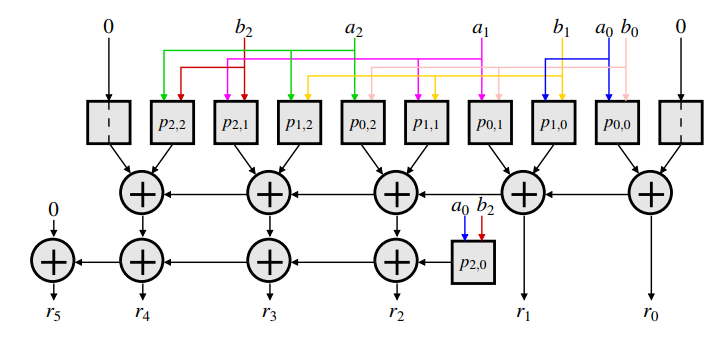 0 b₂ a₂ a₁ b₁ a₀ b₀ 0
p₂,₂ p₂,₁ p₁,₂ p₀,₂ p₁,₁ p₀,₁ p₁,₀ p₀,₀
+ + + + +
0 a₀ b₂
+ + + + p₂,₀
r₅ r₄ r₃ r₂ r₁ r₀